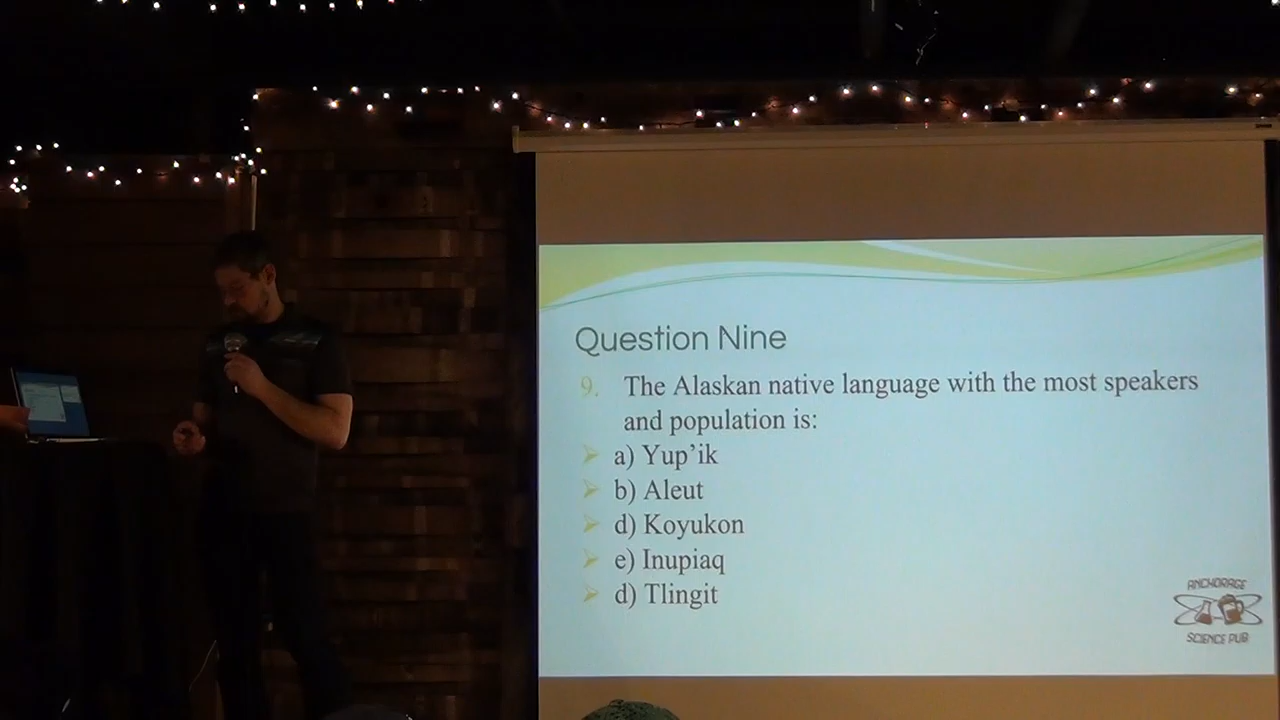 Question Nine
9. The Alaskan native language with the most speakers
and population is:
a) Yup’ik
b) Aleut
d) Koyukon
e) Inupiaq
d) Tlingit
ANCHORAGE
SCIENCE PUB